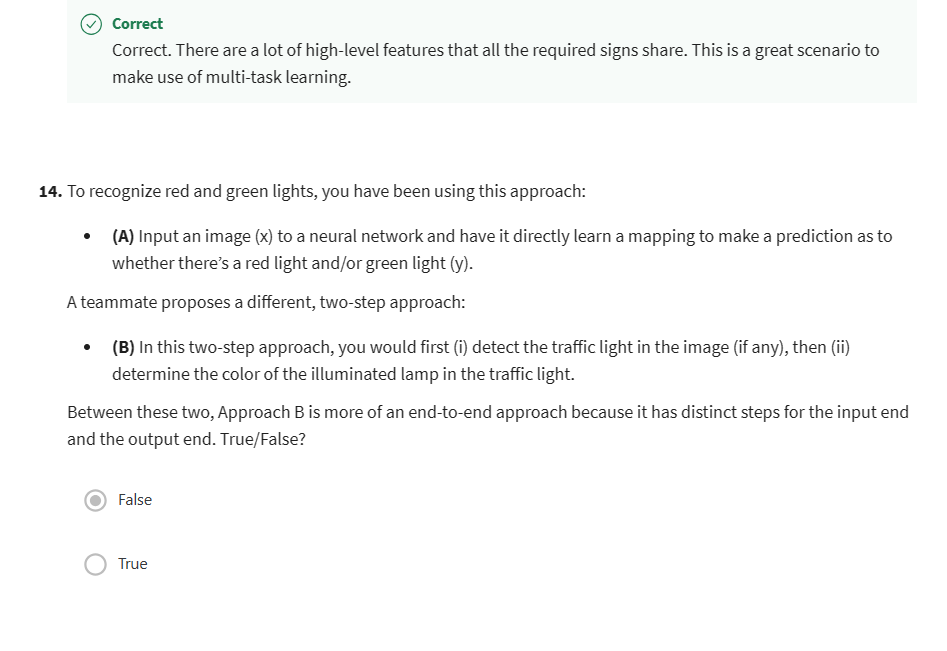 Correct
Correct. There are a lot of high-level features that all the required signs share. This is a great scenario to
make use of multi-task learning.
14. To recognize red and green lights, you have been using this approach:
• (A) Input an image (x) to a neural network and have it directly learn a mapping to make a prediction as to
whether there’s a red light and/or green light (y).
A teammate proposes a different, two-step approach:
• (B) In this two-step approach, you would first (i) detect the traffic light in the image (if any), then (ii)
determine the color of the illuminated lamp in the traffic light.
Between these two, Approach B is more of an end-to-end approach because it has distinct steps for the input end
and the output end. True/False?
False
True